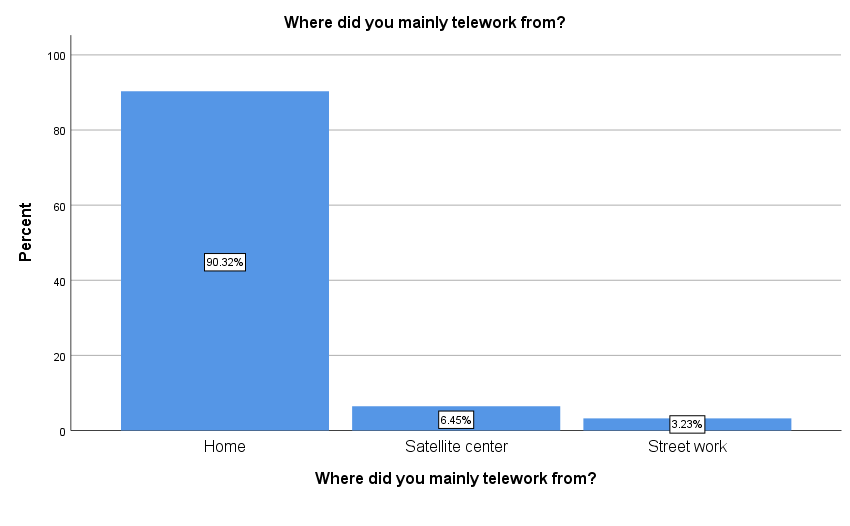 Where did you mainly telework from?
100
80
60
40
20
0
Percent
90.32%
6.45%
3.23%
Home
Satellite center
Street work
Where did you mainly telework from?